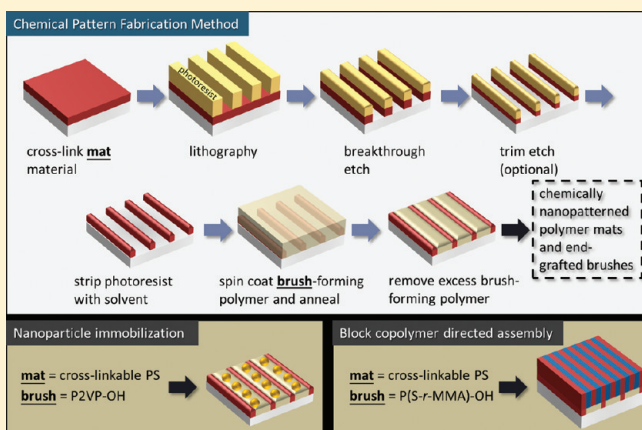 Chemical Pattern Fabrication Method
photoresist
cross-link mat
material
lithography
breakthrough
etch
trim etch
(optional)
strip photoresist
with solvent
spin coat brush-forming
polymer and anneal
remove excess brush-
forming polymer
chemically
nanopatterned
polymer mats
and end-
grafted brushes
Nanoparticle immobilization
mat = cross-linkable PS
brush = P2VP-OH
Block copolymer directed assembly
mat = cross-linkable PS
brush = P(S-r-MMA)-OH